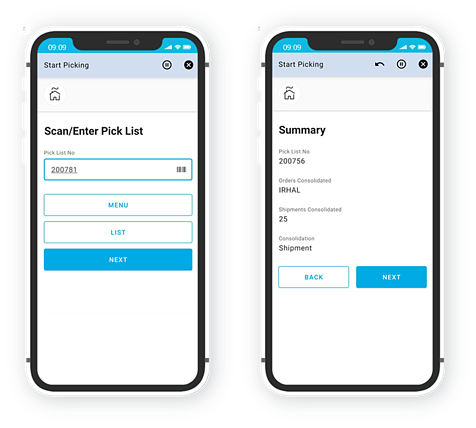 09:09
Start Picking
Scan/Enter Pick List
Pick List No
200781
MENU
LIST
NEXT
09:09
Start Picking
Summary
Pick List No
200756
Orders Consolidated
IRHAL
Shipments Consolidated
25
Consolidation
Shipment
BACK
NEXT